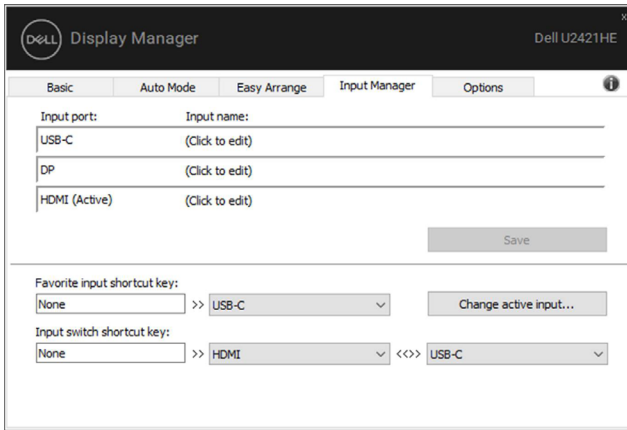 x
DELL Display Manager Dell U2421HE
Basic Auto Mode Easy Arrange Input Manager Options i
Input port: Input name:
USB-C (Click to edit)
DP (Click to edit)
HDMI (Active) (Click to edit)
Save
Favorite input shortcut key:
None >> USB-C Change active input...
Input switch shortcut key:
None >> HDMI <<>> USB-C